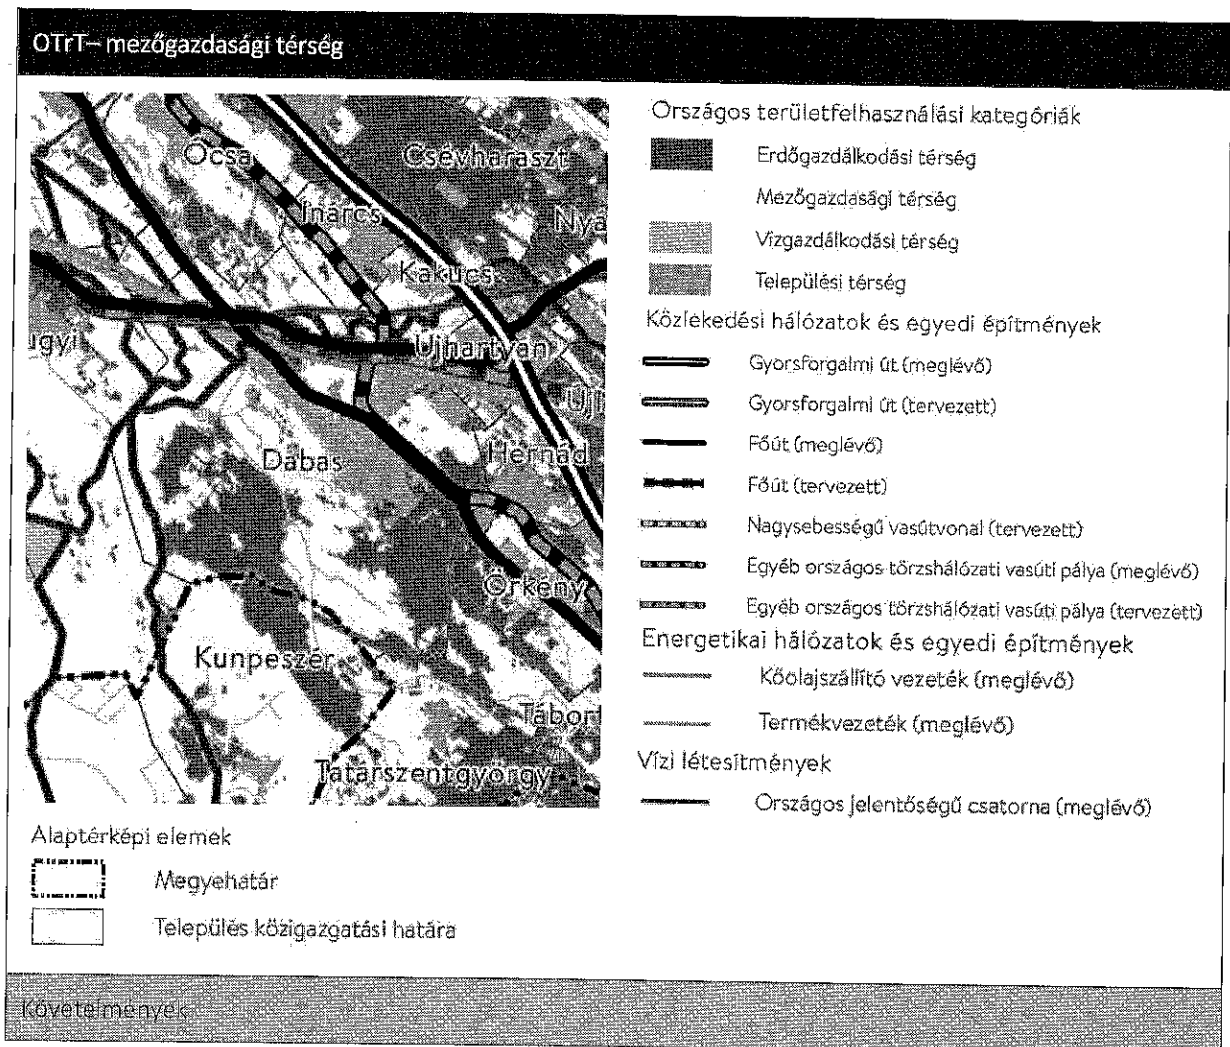 OTrT– mezőgazdasági térség
Ócsa
Csévharaszt
Inárcs
Nya
Kakucs
ugyi
Újhartyán
Újl
Hernád
Dabas
Örkény
Kunpeszér
Tábor
Tatárszentgyörgy
Országos területfelhasználási kategóriák
Erdőgazdálkodási térség
Mezőgazdasági térség
Vízgazdálkodási térség
Települési térség
Közlekedési hálózatok és egyedi építmények
Gyorsforgalmi út (meglévő)
Gyorsforgalmi út (tervezett)
Főút (meglévő)
Főút (tervezett)
Nagysebességű vasútvonal (tervezett)
Egyéb országos törzshálózati vasúti pálya (meglévő)
Egyéb országos törzshálózati vasúti pálya (tervezett)
Energetikai hálózatok és egyedi építmények
Kőolajszállító vezeték (meglévő)
Termékvezeték (meglévő)
Vízi létesítmények
Országos jelentőségű csatorna (meglévő)
Alaptérképi elemek
Megyehatár
Település közigazgatási határa
Követelmények